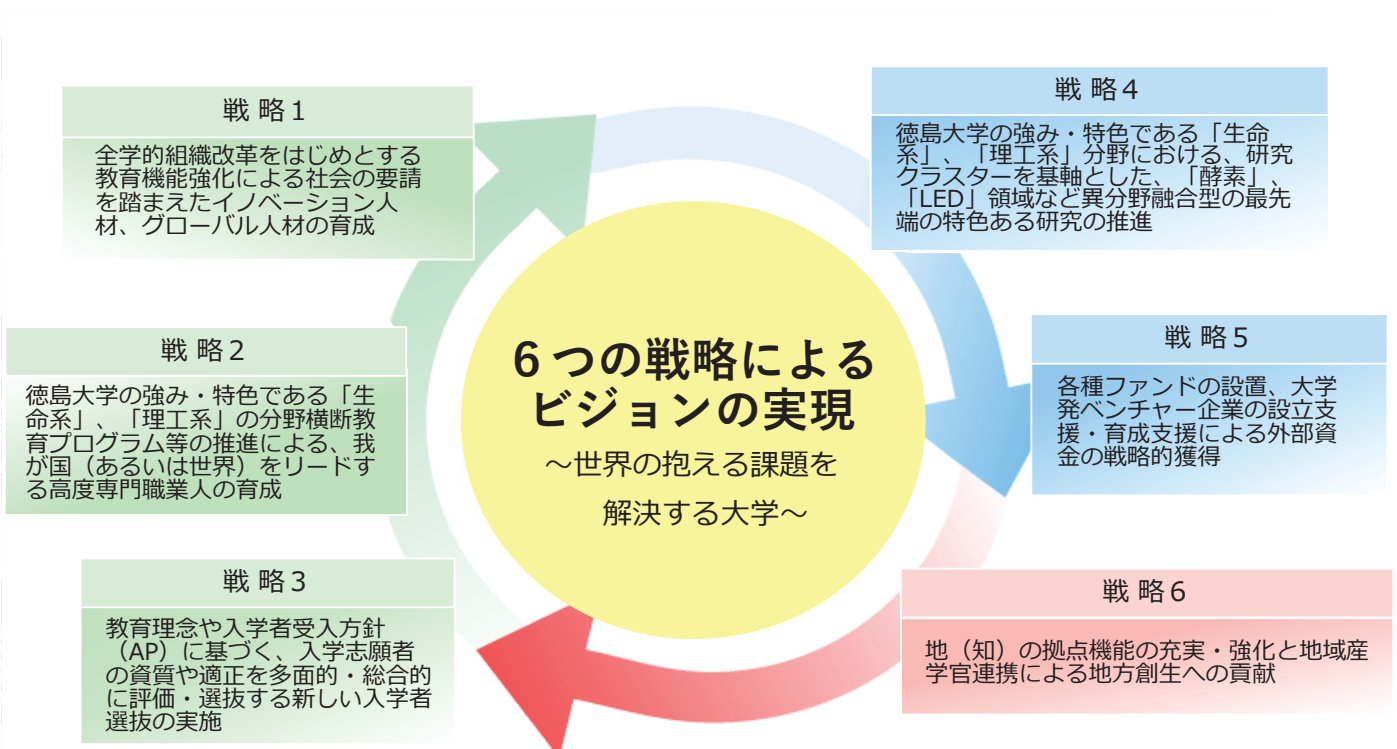 戦略1
全学的組織改革をはじめとする
教育機能強化による社会の要請
を踏まえたイノベーション人
材、グローバル人材の育成
戦略2
徳島大学の強み・特色である「生
命系」、「理工系」の分野横断教
育プログラム等の推進による、我
が国（あるいは世界）をリードす
る高度専門職業人の育成
戦略3
教育理念や入学者受入方針
（AP）に基づく、入学志願者
の資質や適正を多面的・総合的
に評価・選抜する新しい入学者
選抜の実施
6つの戦略による
ビジョンの実現
～世界の抱える課題を
解決する大学～
戦略4
徳島大学の強み・特色である「生命
系」、「理工系」分野における、研究
クラスターを基軸とした、「酵素」、
「LED」領域など異分野融合型の最先
端の特色ある研究の推進
戦略5
各種ファンドの設置、大学
発ベンチャー企業の設立支
援・育成支援による外部資
金の戦略的獲得
戦略6
地（知）の拠点機能の充実・強化と地域産
学官連携による地方創生への貢献